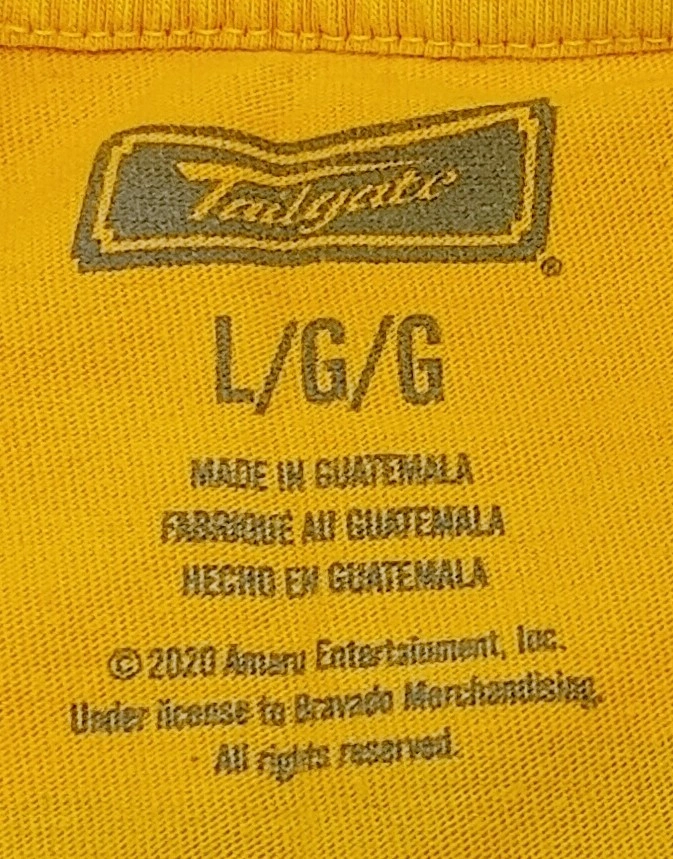 Tailgate
®
L/G/G
MADE IN GUATEMALA
FABRIQUE AU GUATEMALA
HECHO EN GUATEMALA
© 2020 Amaru Entertainment, Inc.
Under license to Bravado Merchandising.
All rights reserved.